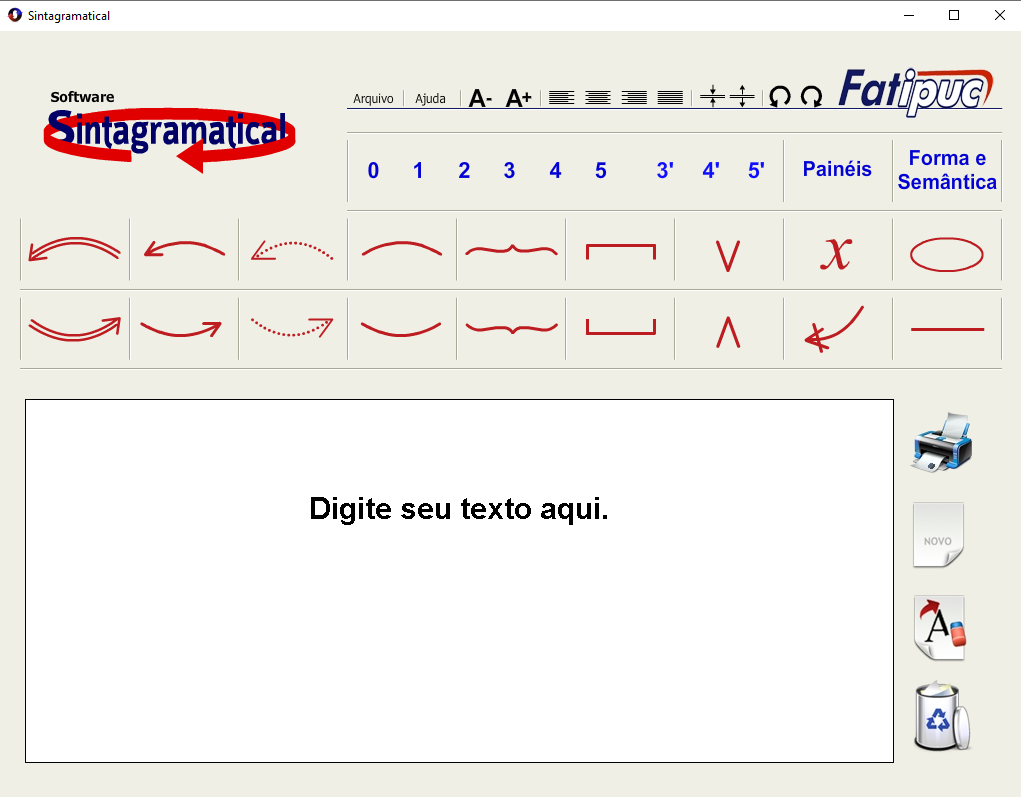 Sintagramatical
Software
Sintagramatical
Arquivo Ajuda A- A+
Fatipuc
0 1 2 3 4 5 3' 4' 5' Painéis Forma e
Semântica
x
Digite seu texto aqui.
NOVO
A